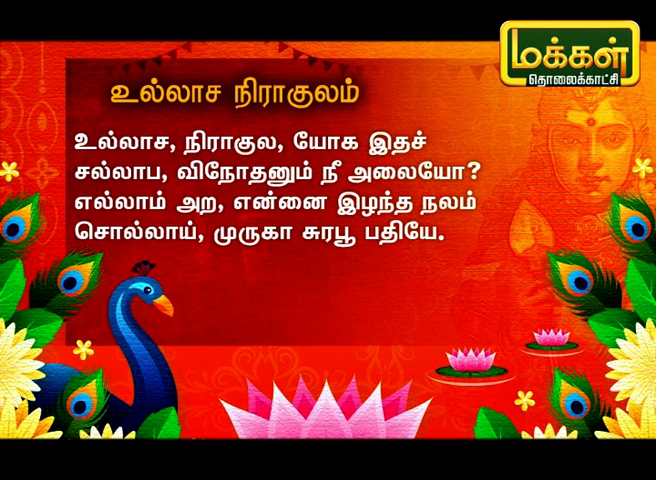 மக்கள்
தொலைக்காட்சி
உல்லாச நிராகுலம்
உல்லாச, நிராகுல, யோக இதச்
சல்லாப, விநோதனும் நீ அலையோ?
எல்லாம் அற, என்னை இழந்த நலம்
சொல்லாய், முருகா சுரபூ பதியே.